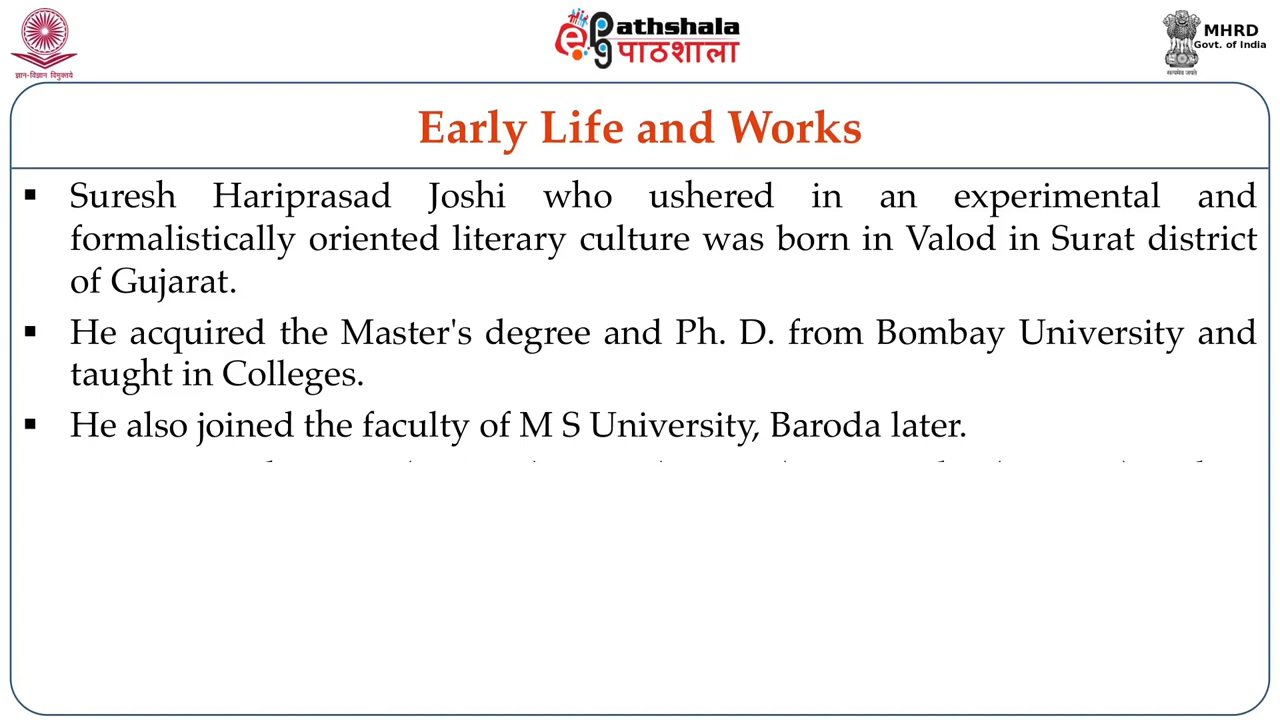 ePG Pathshala
पाठशाला
MHRD
Govt. of India
ज्ञान-विज्ञान विमुक्तये
सत्यमेव जयते
Early Life and Works
▪ Suresh Hariprasad Joshi who ushered in an experimental and
formalistically oriented literary culture was born in Valod in Surat district
of Gujarat.
▪ He acquired the Master's degree and Ph. D. from Bombay University and
taught in Colleges.
▪ He also joined the faculty of M S University, Baroda later.